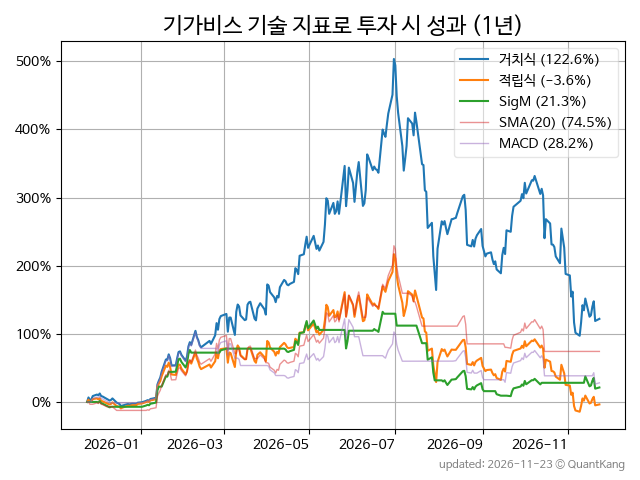 기가비스 기술 지표로 투자 시 성과 (1년)
500%
400%
300%
200%
100%
0%
거치식 (122.6%)
적립식 (-3.6%)
SigM (21.3%)
SMA(20) (74.5%)
MACD (28.2%)
2026-01
2026-03
2026-05
2026-07
2026-09
2026-11
updated: 2026-11-23 © QuantKang